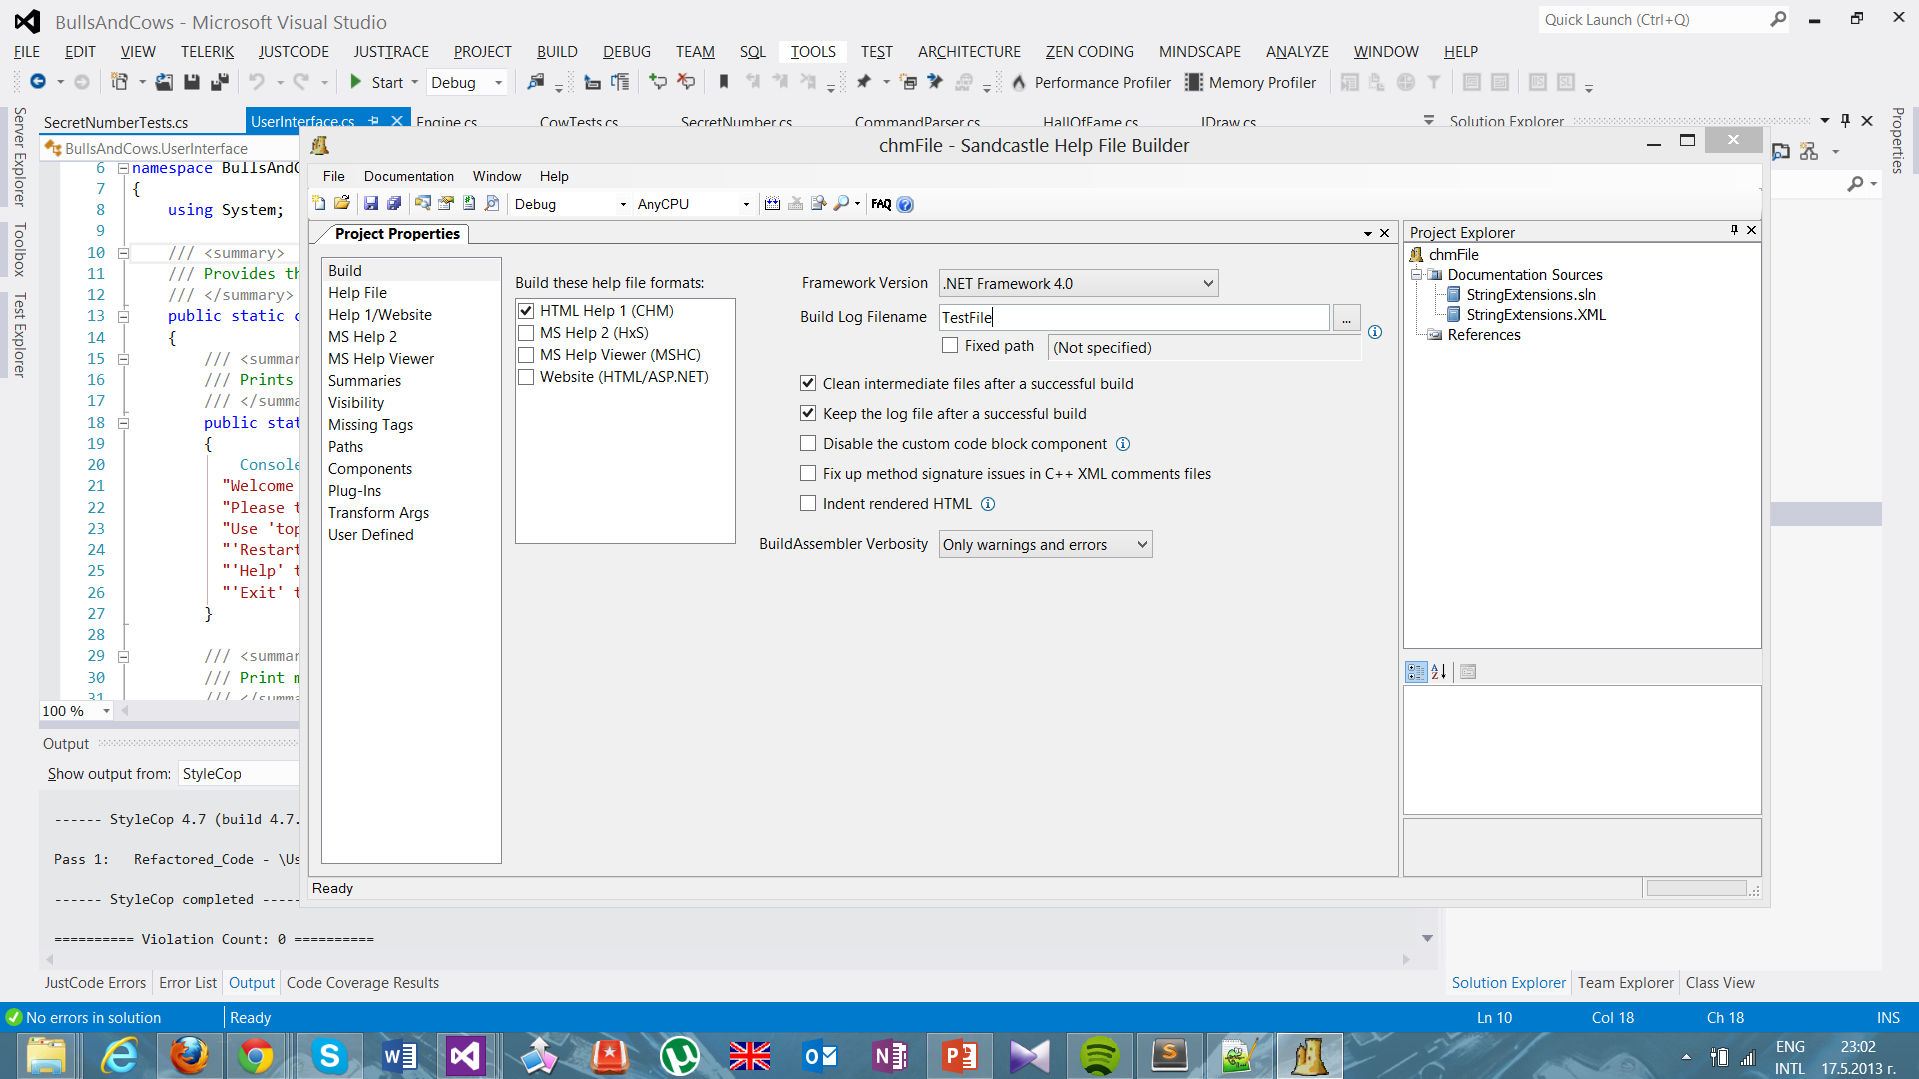 BullsAndCows - Microsoft Visual Studio
Quick Launch (Ctrl+Q)
FILE EDIT VIEW TELERIK JUSTCODE JUSTTRACE PROJECT BUILD DEBUG TEAM SQL TOOLS TEST ARCHITECTURE ZEN CODING MINDSCAPE ANALYZE WINDOW HELP
Start Debug Performance Profiler Memory Profiler
Server Explorer
Toolbox
Test Explorer
SecretNumberTests.cs UserInterface.cs Engine.cs CowTests.cs SecretNumber.cs CommandParser.cs HallOfFame.cs IDraw.cs
Solution Explorer
Properties
BullsAndCows.UserInterface
6 namespace BullsAndC
7 {
8 using System;
9
10 /// <summary>
11 /// Provides th
12 /// </summary>
13 public static c
14 {
15 /// <summar
16 /// Prints
17 /// </summa
18 public stat
19 {
20 Console
21 "Welcome
22 "Please t
23 "Use 'top
24 "'Restart
25 "'Help' t
26 "'Exit' t
27 }
28
29 /// <summar
30 /// Print m
31 /// </summa
100 %
chmFile - Sandcastle Help File Builder
File Documentation Window Help
Debug AnyCPU FAQ
Project Properties
Build
Help File
Help 1/Website
MS Help 2
MS Help Viewer
Summaries
Visibility
Missing Tags
Paths
Components
Plug-Ins
Transform Args
User Defined
Build these help file formats:
HTML Help 1 (CHM)
MS Help 2 (HxS)
MS Help Viewer (MSHC)
Website (HTML/ASP.NET)
Framework Version .NET Framework 4.0
Build Log Filename TestFile ...
Fixed path (Not specified)
Clean intermediate files after a successful build
Keep the log file after a successful build
Disable the custom code block component
Fix up method signature issues in C++ XML comments files
Indent rendered HTML
BuildAssembler Verbosity Only warnings and errors
Project Explorer
chmFile
Documentation Sources
StringExtensions.sln
StringExtensions.XML
References
Ready
Output
Show output from: StyleCop
------ StyleCop 4.7 (build 4.7.
Pass 1: Refactored_Code - \Us
------ StyleCop completed -----
========== Violation Count: 0 ==========
JustCode Errors Error List Output Code Coverage Results
Solution Explorer Team Explorer Class View
No errors in solution Ready Ln 10 Col 18 Ch 18 INS
ENG 23:02
INTL 17.5.2013 г.